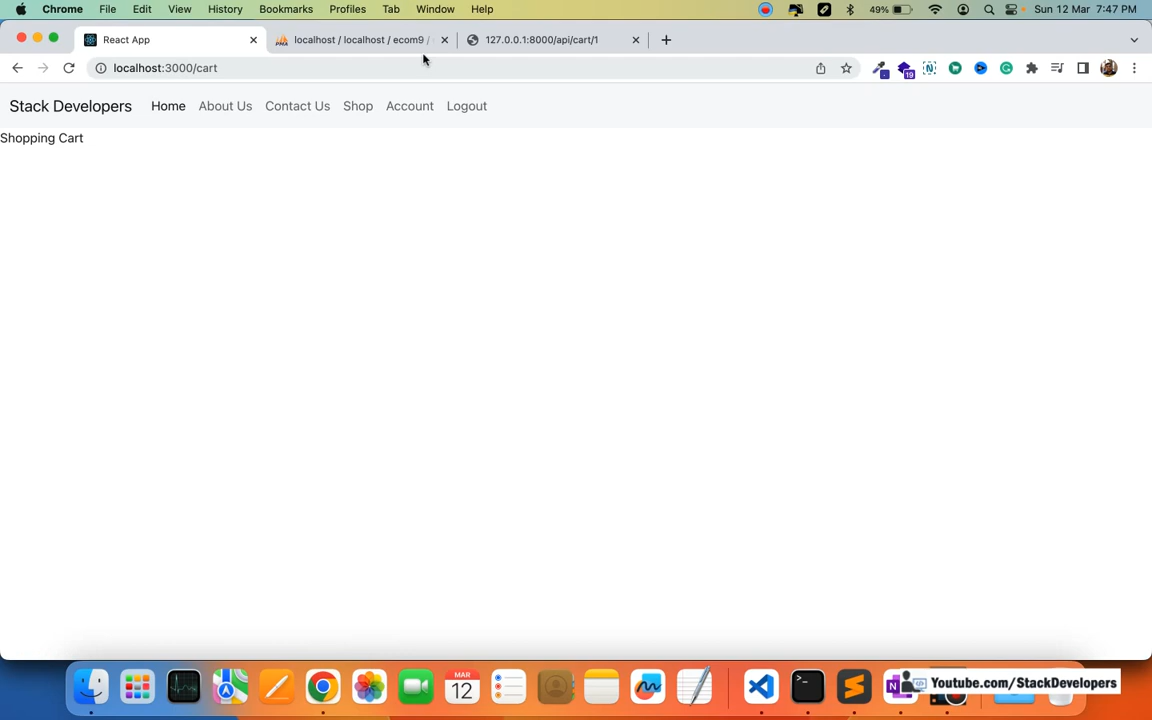 Chrome File Edit View History Bookmarks Profiles Tab Window Help 49% Sun 12 Mar 7:47 PM
React App localhost / localhost / ecom9 / 127.0.0.1:8000/api/cart/1
localhost:3000/cart 19
Stack Developers Home About Us Contact Us Shop Account Logout
Shopping Cart
MAR
12
Youtube.com/StackDevelopers